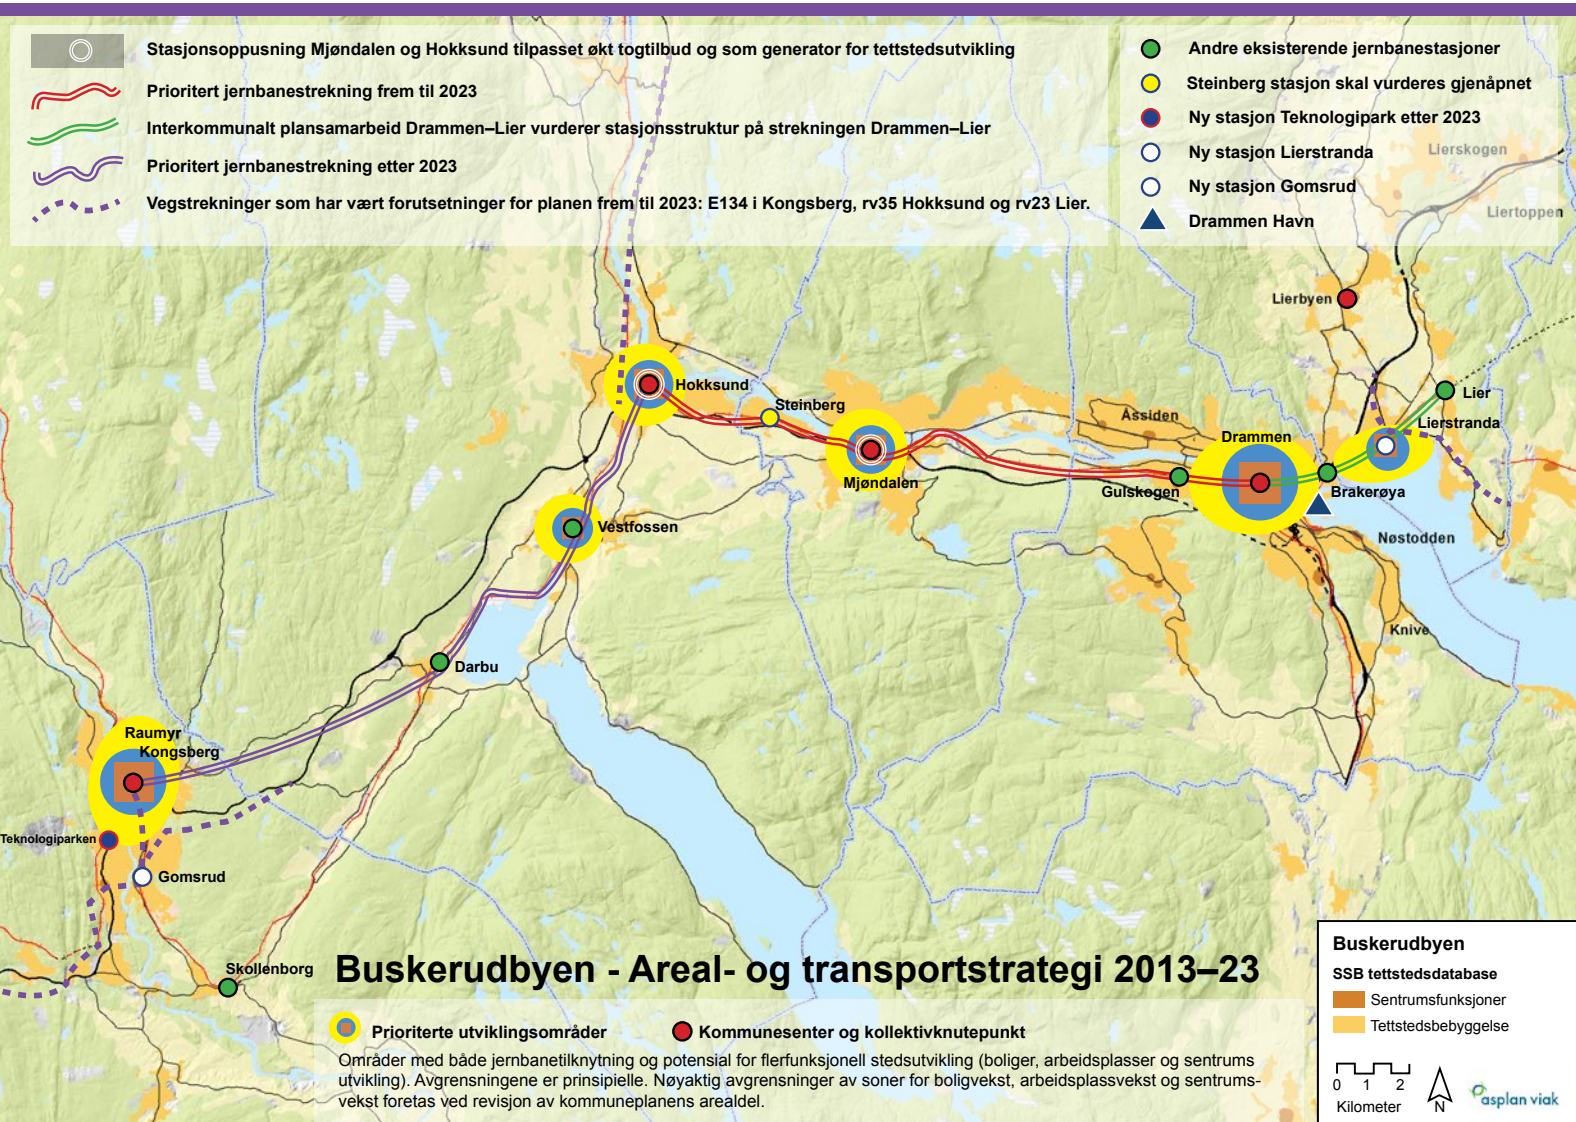 Stasjonsoppusning Mjøndalen og Hokksund tilpasset økt togtilbud og som generator for tettstedsutvikling
Prioritert jernbanestrekning frem til 2023
Interkommunalt plansamarbeid Drammen–Lier vurderer stasjonsstruktur på strekningen Drammen–Lier
Prioritert jernbanestrekning etter 2023
Vegstrekninger som har vært forutsetninger for planen frem til 2023: E134 i Kongsberg, rv35 Hokksund og rv23 Lier.
Andre eksisterende jernbanestasjoner
Steinberg stasjon skal vurderes gjenåpnet
Ny stasjon Teknologipark etter 2023
Ny stasjon Lierstranda
Ny stasjon Gomsrud
Drammen Havn
Lierskogen
Liertoppen
Lierbyen
Hokksund
Steinberg
Mjøndalen
Åssiden
Drammen
Gulskogen
Brakerøya
Lier
Lierstranda
Nøstodden
Knive
Vestfossen
Darbu
Raumyr
Kongsberg
Teknologiparken
Gomsrud
Skollenborg
Buskerudbyen - Areal- og transportstrategi 2013–23
Prioriterte utviklingsområder
Kommunesenter og kollektivknutepunkt
Områder med både jernbanetilknytning og potensial for flerfunksjonell stedsutvikling (boliger, arbeidsplasser og sentrums
utvikling). Avgrensningene er prinsipielle. Nøyaktig avgrensninger av soner for boligvekst, arbeidsplassvekst og sentrums-
vekst foretas ved revisjon av kommuneplanens arealdel.
Buskerudbyen
SSB tettstedsdatabase
Sentrumsfunksjoner
Tettstedsbebyggelse
0 1 2
Kilometer
N
asplan viak